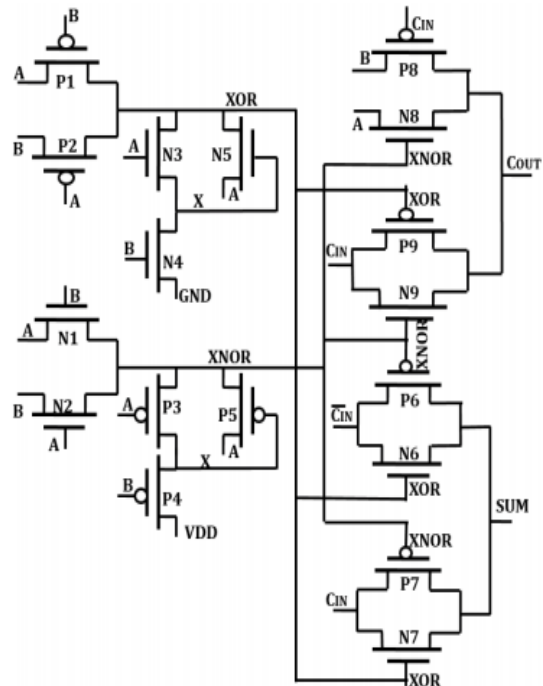 B
A
P1
B
P2
A
XOR
A
N3
N5
X
A
B
N4
GND
B
A
N1
B
N2
A
XNOR
A
P3
P5
X
A
B
P4
VDD
CIN
B
P8
A
N8
XNOR
COUT
XOR
CIN
P9
N9
XNOR
C̅IN
P6
N6
XOR
SUM
XNOR
CIN
P7
N7
XOR